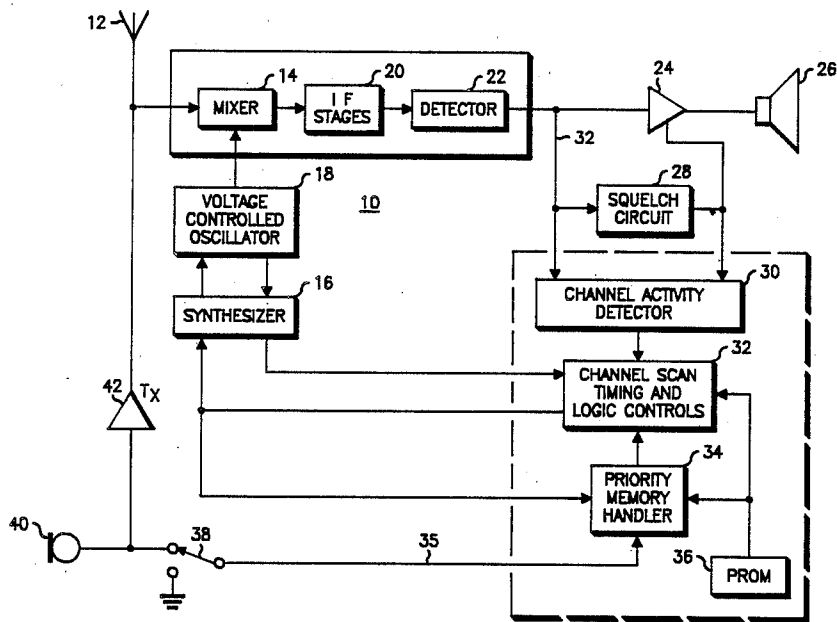 12
14
MIXER
20
I F
STAGES
22
DETECTOR
24
26
32
18
VOLTAGE
CONTROLLED
OSCILLATOR
10
28
SQUELCH
CIRCUIT
16
SYNTHESIZER
30
CHANNEL ACTIVITY
DETECTOR
32
CHANNEL SCAN
TIMING AND
LOGIC CONTROLS
42
TX
34
PRIORITY
MEMORY
HANDLER
40
38
35
36
PROM